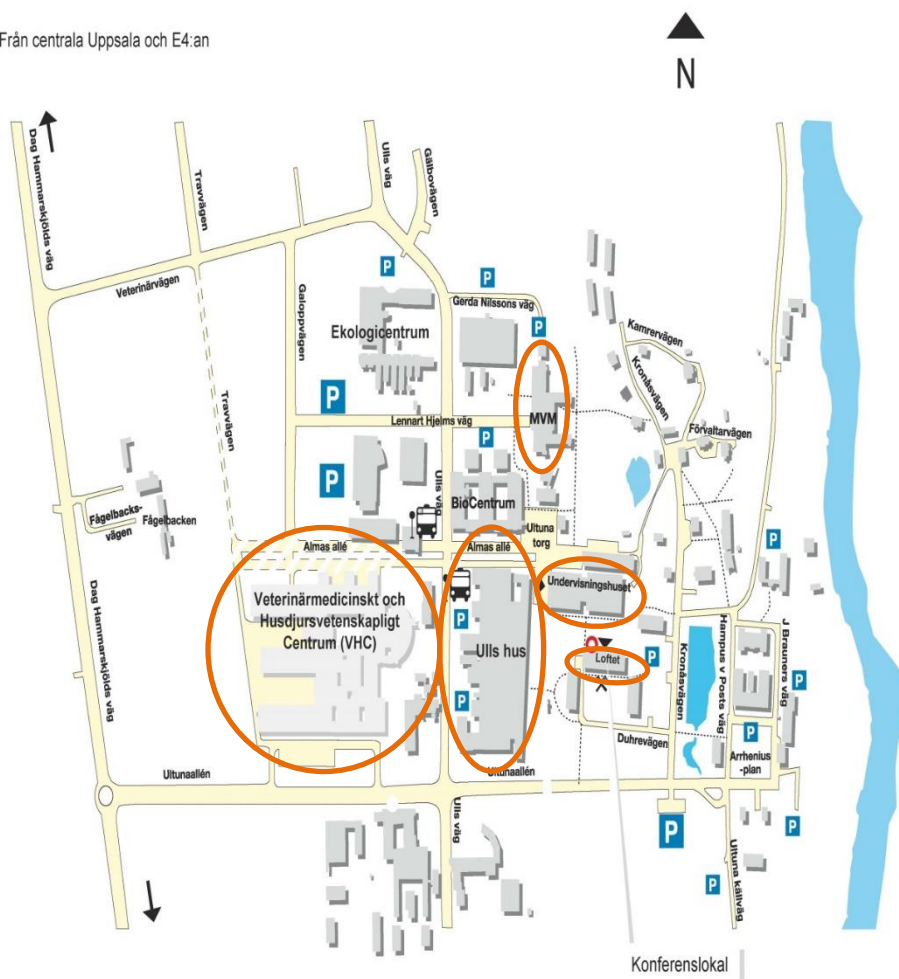 Från centrala Uppsala och E4:an
N
Dag Hammarskjölds väg
Travvägen
Ulls väg
Gälbovägen
Veterinärvägen
Galoppvägen
P
P
Gerda Nilssons väg
P
Ekologicentrum
Kamrervägen
Kronåsvägen
P
MVM
Lennart Hjelms väg
Förvaltarvägen
Travvägen
P
P
Ulls väg
BioCentrum
Fågelbacks-
vägen
Fågelbacken
Ultuna
torg
P
Almas allé
Almas allé
Undervisningshuset
Veterinärmedicinskt och
Husdjursvetenskapligt
Centrum (VHC)
P
Ulls hus
Loftet
P
Kronåsvägen
Hampus v Posts väg
J Brauners väg
P
Dag Hammarskjölds väg
P
Duhrevägen
P
Arrhenius
-plan
Ultunaallén
Ultunaallén
Ulls väg
P
P
P
Ultuna källväg
Konferenslokal